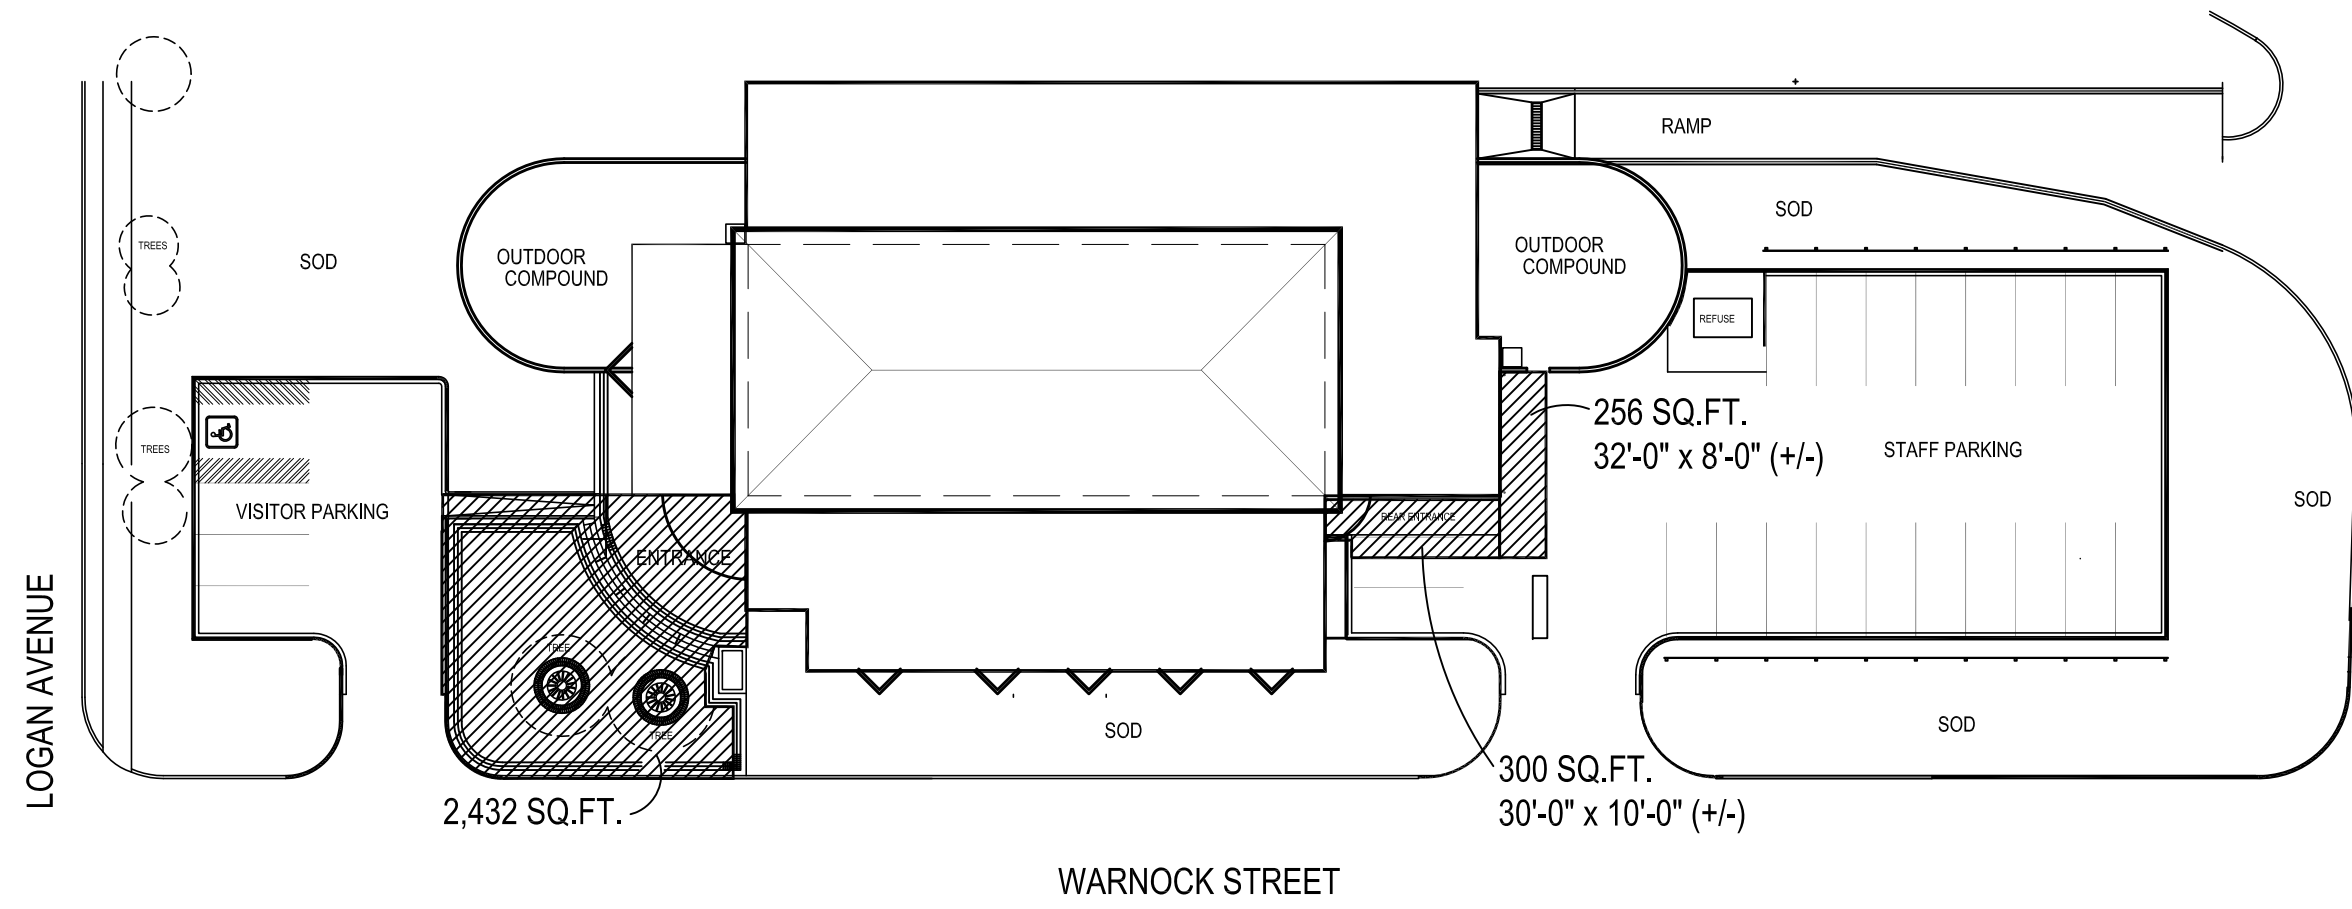 RAMP
SOD
TREES
OUTDOOR
COMPOUND
OUTDOOR
COMPOUND
SOD
REFUSE
256 SQ.FT.
32'-0" x 8'-0" (+/-)
TREES
STAFF PARKING
VISITOR PARKING
SOD
REAR ENTRANCE
ENTRANCE
LOGAN AVENUE
TREE
TREE
SOD
SOD
300 SQ.FT.
30'-0" x 10'-0" (+/-)
2,432 SQ.FT.
WARNOCK STREET